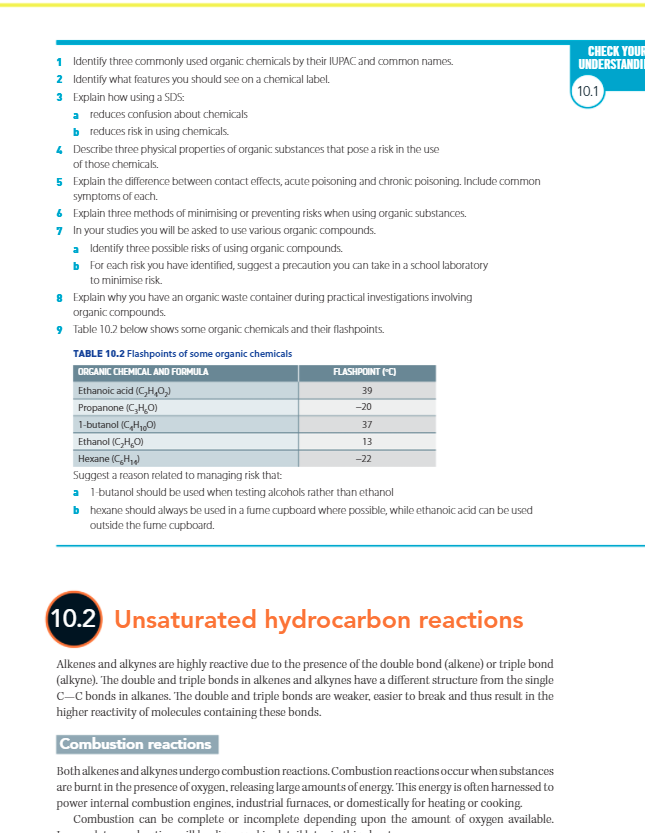 CHECK YOUR
UNDERSTANDI
10.1
1 Identify three commonly used organic chemicals by their IUPAC and common names.
2 Identify what features you should see on a chemical label.
3 Explain how using a SDS:
a reduces confusion about chemicals
b reduces risk in using chemicals.
4 Describe three physical properties of organic substances that pose a risk in the use
of those chemicals.
5 Explain the difference between contact effects, acute poisoning and chronic poisoning. Include common
symptoms of each.
6 Explain three methods of minimising or preventing risks when using organic substances.
7 In your studies you will be asked to use various organic compounds.
a Identify three possible risks of using organic compounds.
b For each risk you have identified, suggest a precaution you can take in a school laboratory
to minimise risk.
8 Explain why you have an organic waste container during practical investigations involving
organic compounds.
9 Table 10.2 below shows some organic chemicals and their flashpoints.
TABLE 10.2 Flashpoints of some organic chemicals
ORGANIC CHEMICAL AND FORMULA FLASHPOINT (°C)
Ethanoic acid (C₂H₄O₂) 39
Propanone (C₃H₆O) –20
1-butanol (C₄H₁₀O) 37
Ethanol (C₂H₆O) 13
Hexane (C₆H₁₄) –22
Suggest a reason related to managing risk that:
a 1-butanol should be used when testing alcohols rather than ethanol
b hexane should always be used in a fume cupboard where possible, while ethanoic acid can be used
outside the fume cupboard.
10.2 Unsaturated hydrocarbon reactions
Alkenes and alkynes are highly reactive due to the presence of the double bond (alkene) or triple bond
(alkyne). The double and triple bonds in alkenes and alkynes have a different structure from the single
C—C bonds in alkanes. The double and triple bonds are weaker, easier to break and thus result in the
higher reactivity of molecules containing these bonds.
Combustion reactions
Both alkenes and alkynes undergo combustion reactions. Combustion reactions occur when substances
are burnt in the presence of oxygen, releasing large amounts of energy. This energy is often harnessed to
power internal combustion engines, industrial furnaces, or domestically for heating or cooking.
Combustion can be complete or incomplete depending upon the amount of oxygen available.